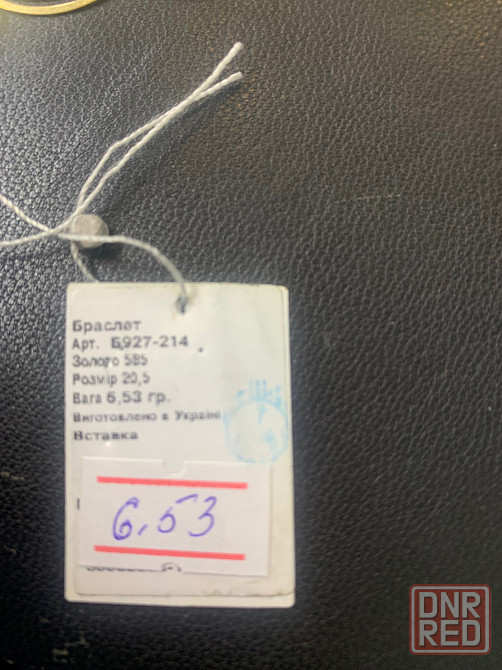 Браслет
Арт. Б927-214
Золото 585
Розмір 20,5
Вага 6,53 гр.
Виготовлено в Україні
Вставка
6.53
DNR
RED